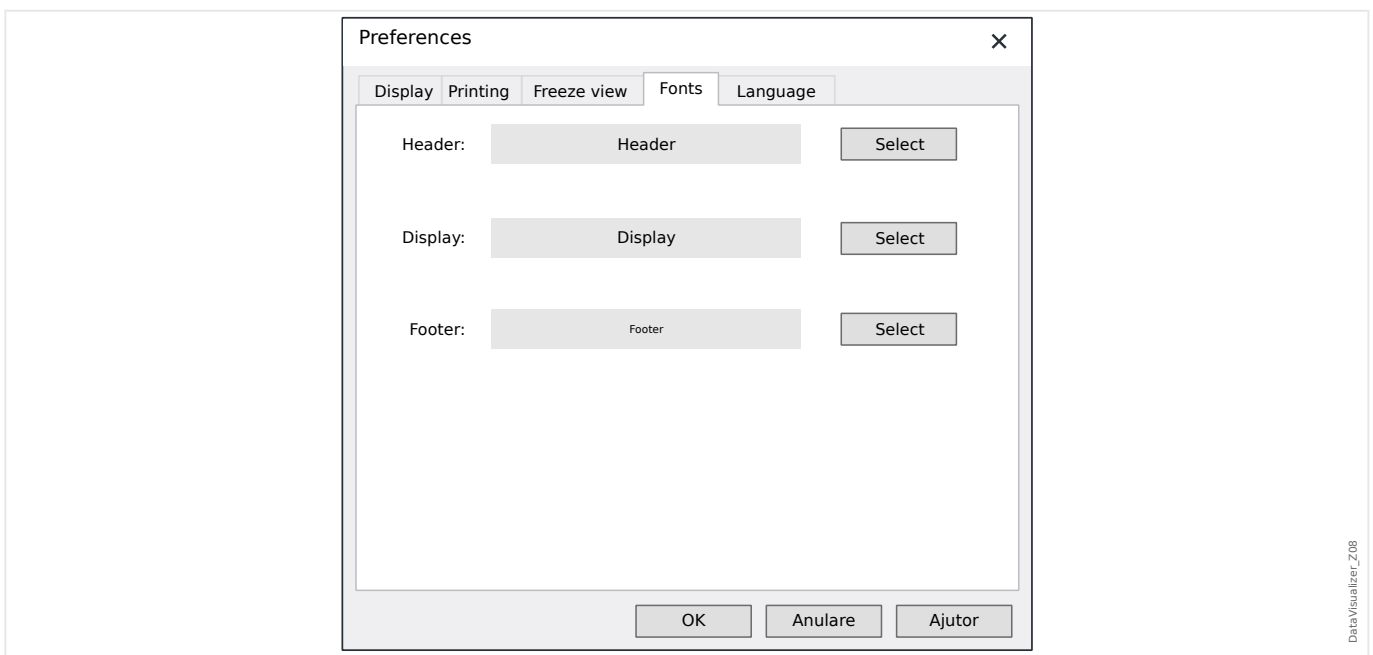 Preferences ×
Display Printing Freeze view Fonts Language
Header: Header Select
Display: Display Select
Footer: Footer Select
OK Anulare Ajutor
DataVisualizer_Z08